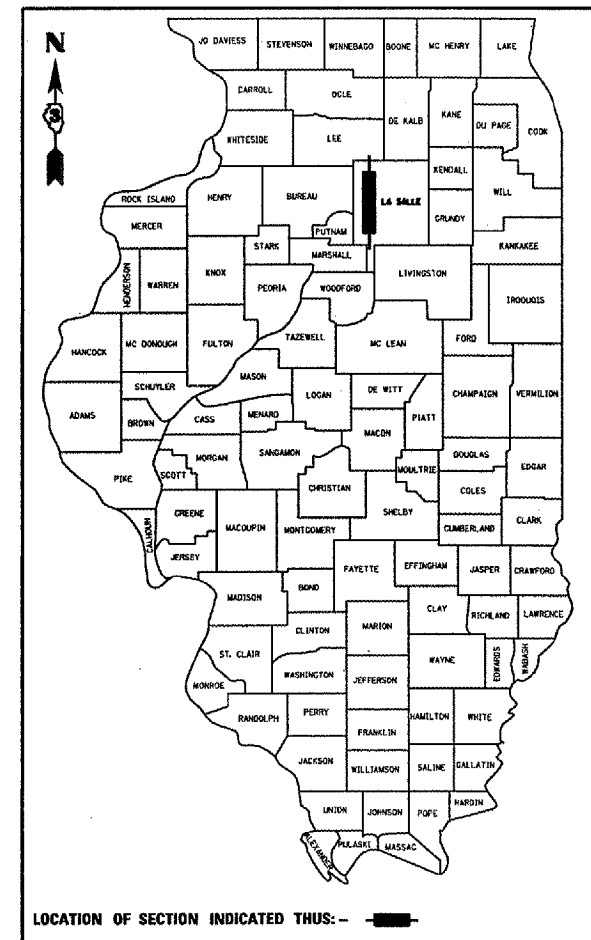 N
JO DAVIESS STEVENSON WINNEBAGO BOONE MC HENRY LAKE
CARROLL OGLE DE KALB KANE DU PAGE COOK
WHITESIDE LEE KENDALL WILL
ROCK ISLAND HENRY BUREAU LA SALLE GRUNDY
MERCER PUTNAM KANKAKEE
HENDERSON WARREN KNOX STARK MARSHALL LIVINGSTON
PEORIA WOODFORD IROQUOIS
HANCOCK MC DONOUGH FULTON TAZEWELL MC LEAN FORD
SCHUYLER MASON LOGAN DE WITT CHAMPAIGN VERMILION
ADAMS BROWN CASS MENARD MACON PIATT
PIKE SCOTT MORGAN SANGAMON CHRISTIAN MOULTRIE DOUGLAS EDGAR
COLES
CALHOUN GREENE MACOUPIN MONTGOMERY SHELBY CUMBERLAND CLARK
JERSEY FAYETTE EFFINGHAM JASPER CRAWFORD
MADISON BOND CLAY RICHLAND LAWRENCE
ST. CLAIR CLINTON MARION WAYNE EDWARDS WABASH
MONROE WASHINGTON JEFFERSON
RANDOLPH PERRY FRANKLIN HAMILTON WHITE
JACKSON WILLIAMSON SALINE GALLATIN
UNION JOHNSON POPE HARDIN
ALEXANDER PULASKI MASSAC
LOCATION OF SECTION INDICATED THUS: -